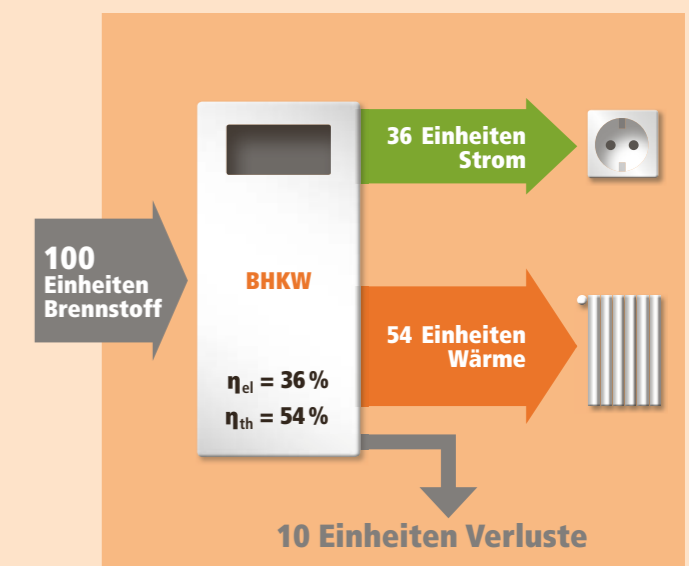 36 Einheiten
Strom
100
Einheiten
Brennstoff
BHKW
54 Einheiten
Wärme
ηel = 36 %
ηth = 54 %
10 Einheiten Verluste